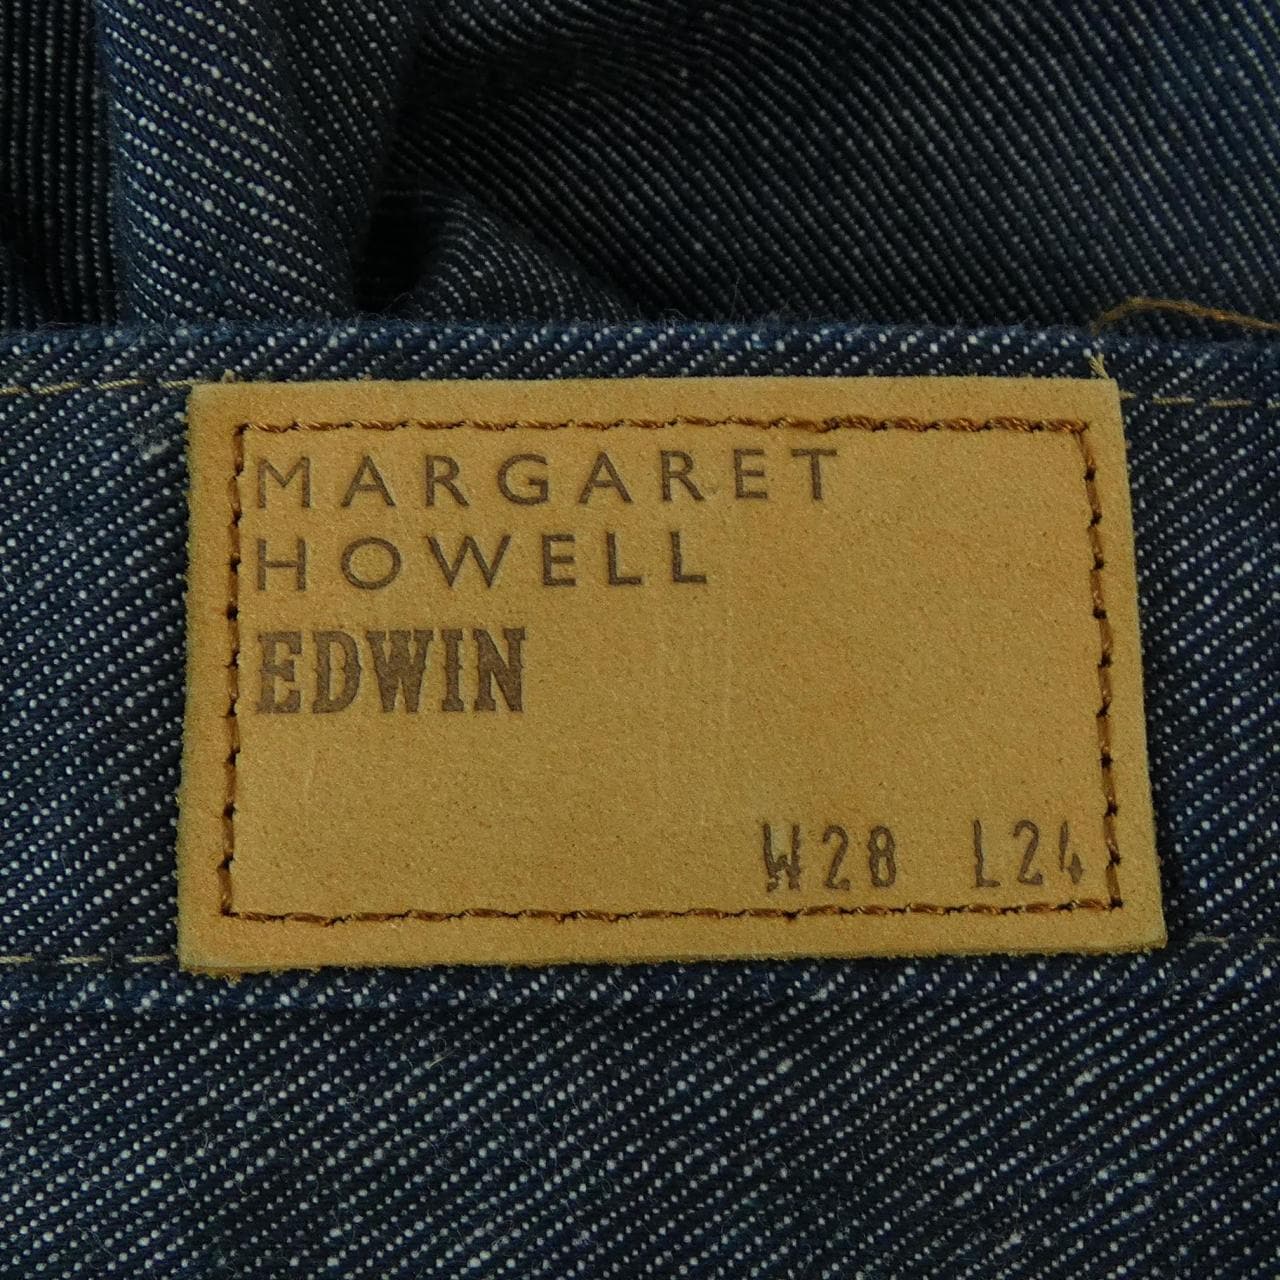 MARGARET
HOWELL
EDWIN
W28 L24